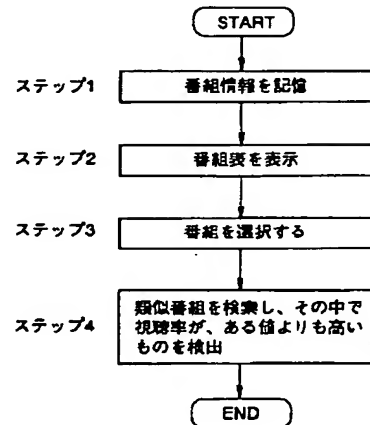 START
ステップ1
番組情報を記憶
ステップ2
番組表を表示
ステップ3
番組を選択する
ステップ4
類似番組を検索し、その中で
視聴率が、ある値よりも高い
ものを検出
END